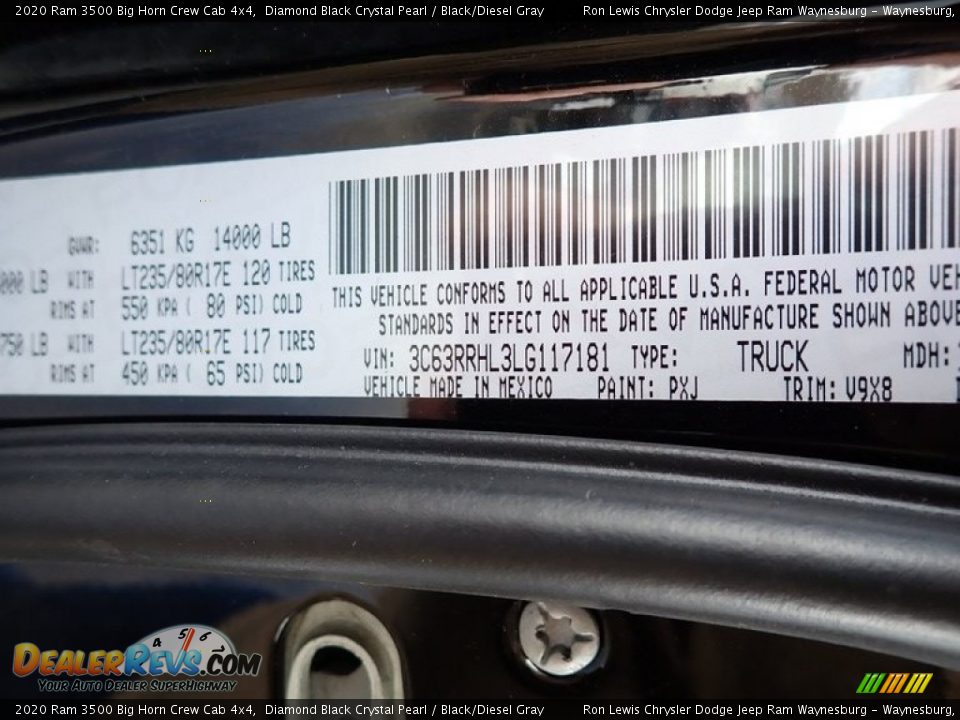 2020 Ram 3500 Big Horn Crew Cab 4x4, Diamond Black Crystal Pearl / Black/Diesel Gray Ron Lewis Chrysler Dodge Jeep Ram Waynesburg - Waynesburg,
GVWR: 6351 KG 14000 LB
000 LB WITH LT235/80R17E 120 TIRES
RIMS AT 550 KPA ( 80 PSI) COLD
750 LB WITH LT235/80R17E 117 TIRES
RIMS AT 450 KPA ( 65 PSI) COLD
THIS VEHICLE CONFORMS TO ALL APPLICABLE U.S.A. FEDERAL MOTOR VEH
STANDARDS IN EFFECT ON THE DATE OF MANUFACTURE SHOWN ABOVE
VIN: 3C63RRHL3LG117181 TYPE: TRUCK MDH:
VEHICLE MADE IN MEXICO PAINT: PXJ TRIM: V9X8
4 5 6
DEALERREVS.COM
YOUR AUTO DEALER SUPERHIGHWAY
2020 Ram 3500 Big Horn Crew Cab 4x4, Diamond Black Crystal Pearl / Black/Diesel Gray Ron Lewis Chrysler Dodge Jeep Ram Waynesburg - Waynesburg,